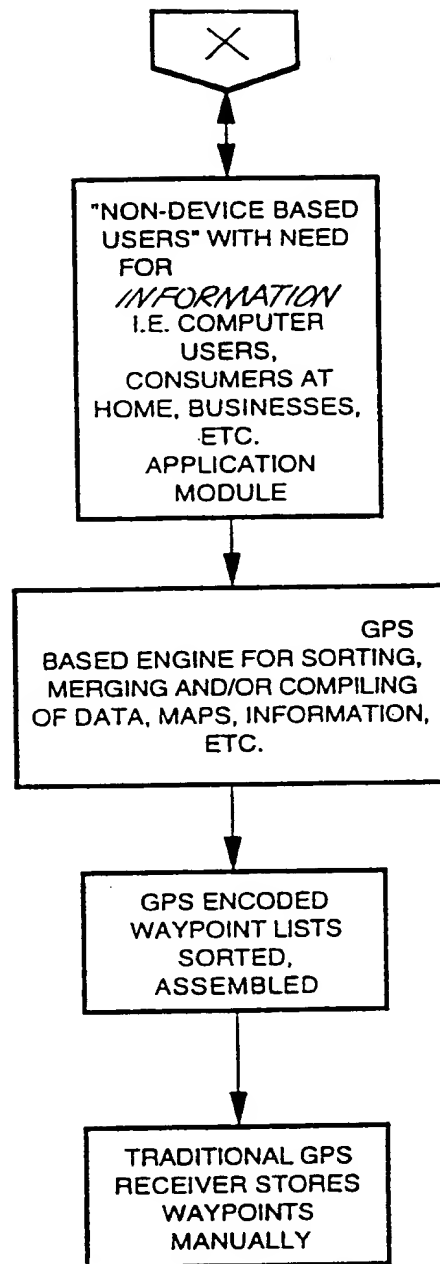 X
"NON-DEVICE BASED
USERS" WITH NEED
FOR
INFORMATION
I.E. COMPUTER
USERS,
CONSUMERS AT
HOME, BUSINESSES,
ETC.
APPLICATION
MODULE
GPS
BASED ENGINE FOR SORTING,
MERGING AND/OR COMPILING
OF DATA, MAPS, INFORMATION,
ETC.
GPS ENCODED
WAYPOINT LISTS
SORTED,
ASSEMBLED
TRADITIONAL GPS
RECEIVER STORES
WAYPOINTS
MANUALLY